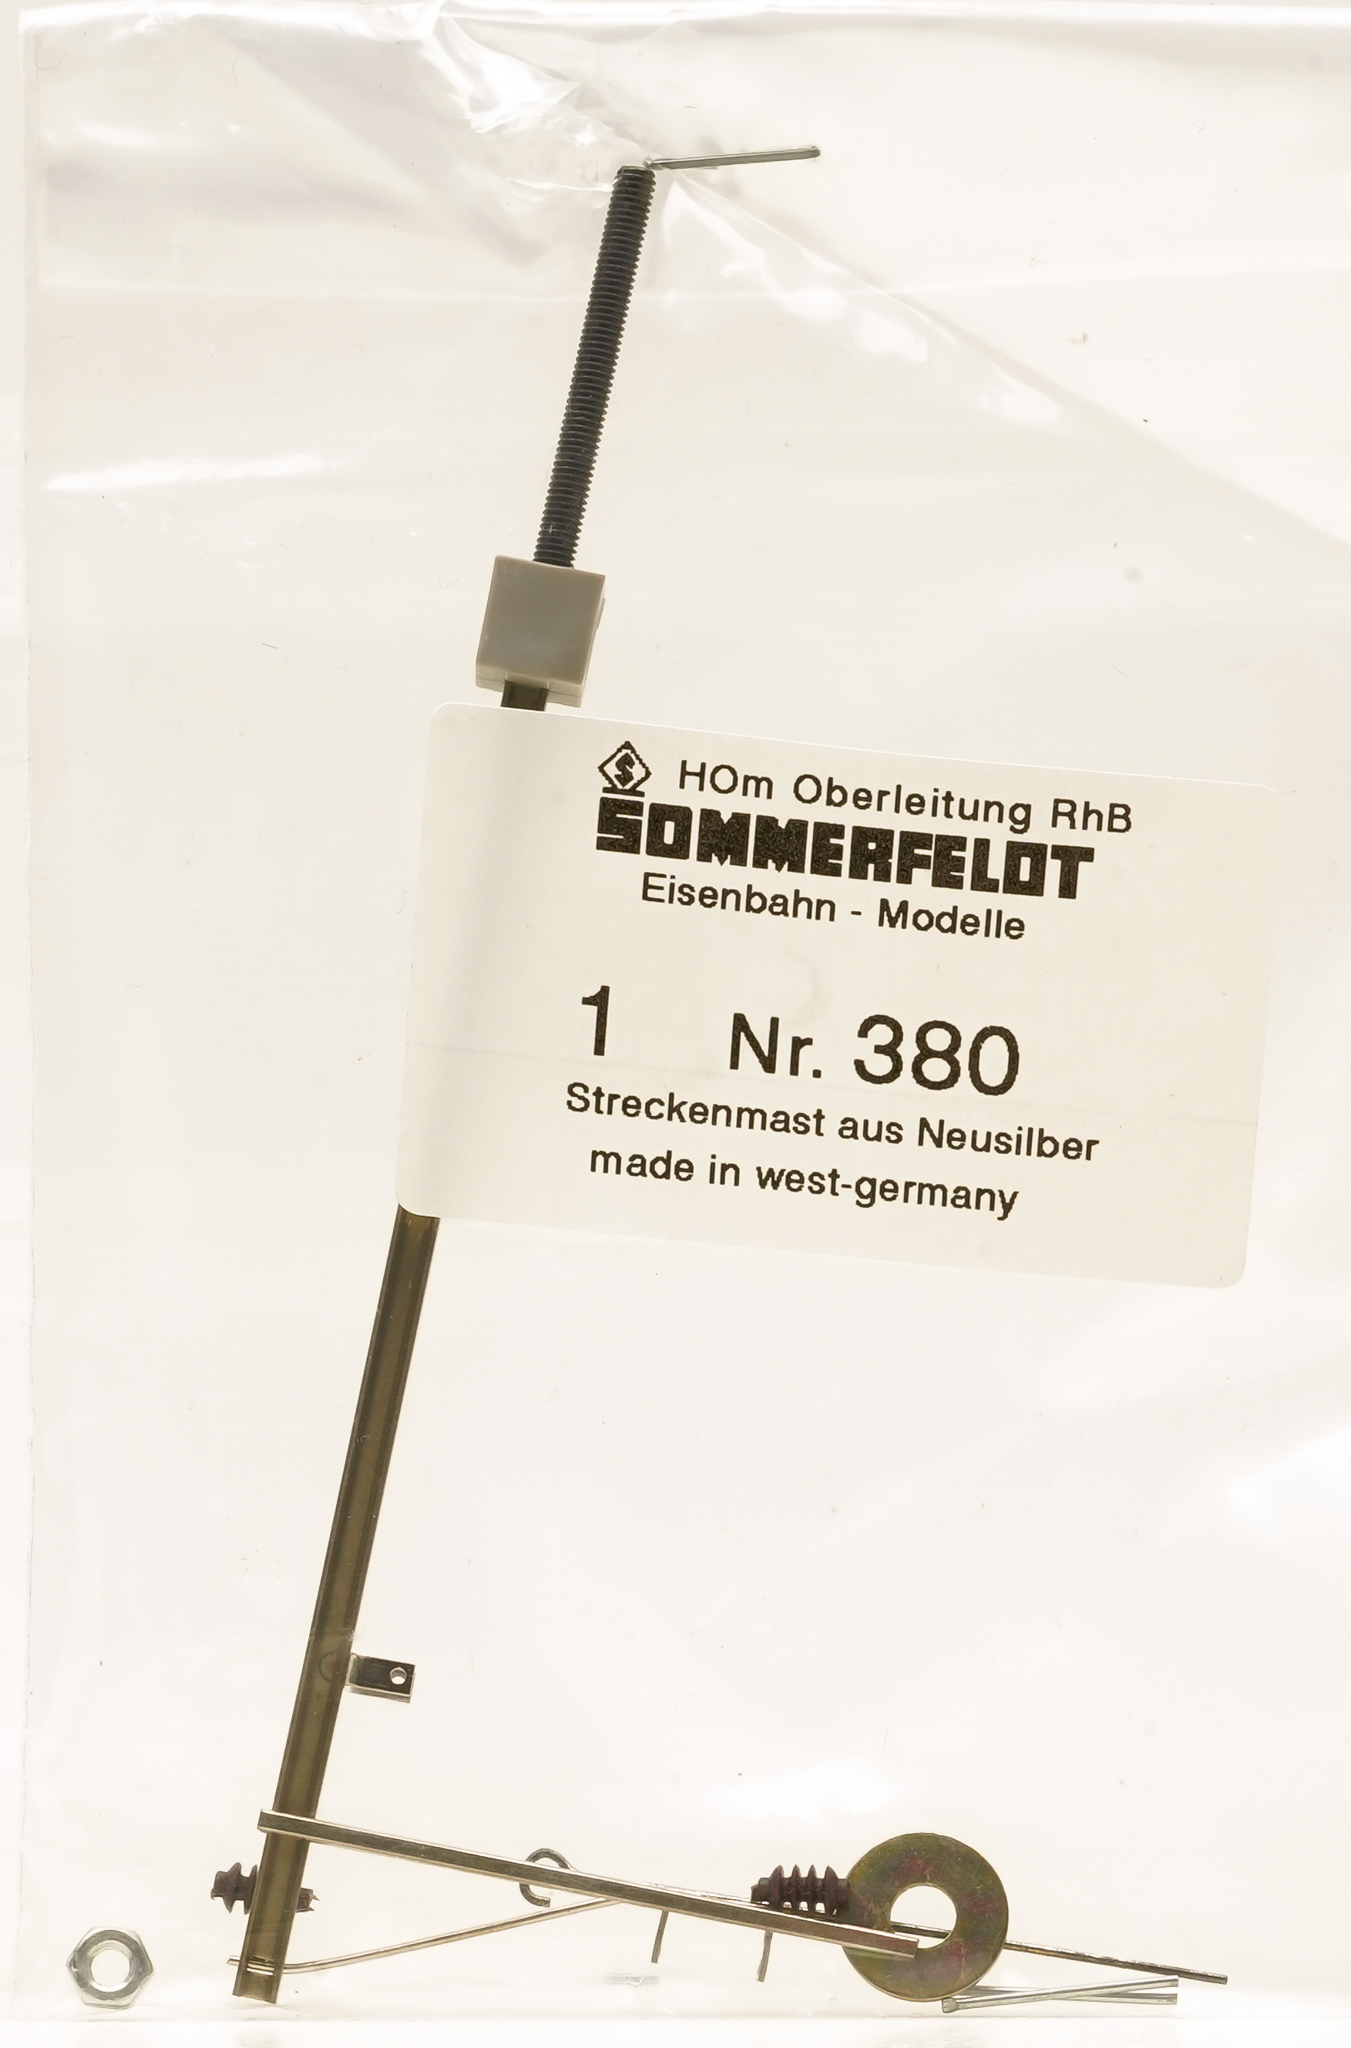 S HOm Oberleitung RhB
SOMMERFELDT
Eisenbahn - Modelle
1 Nr. 380
Streckenmast aus Neusilber
made in west-germany